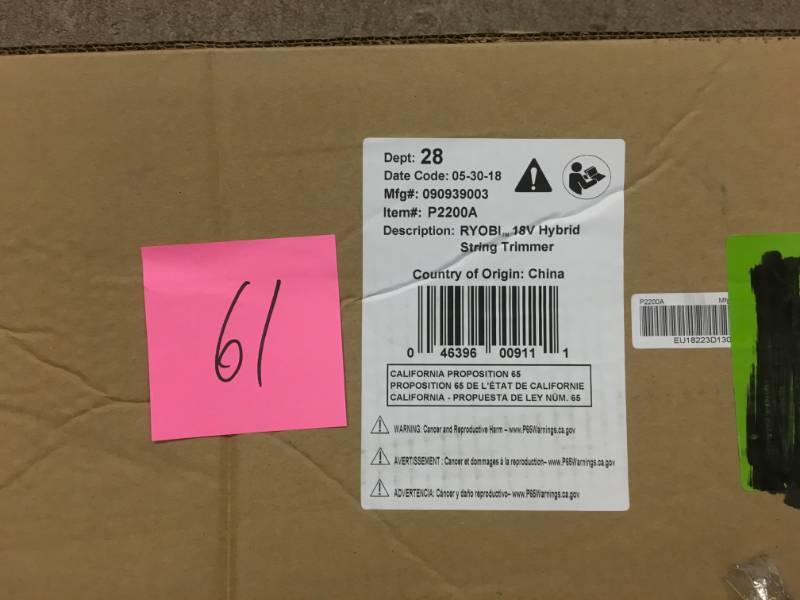 61
Dept: 28
Date Code: 05-30-18
Mfg#: 090939003
Item#: P2200A
Description: RYOBI™ 18V Hybrid
String Trimmer
Country of Origin: China
0 46396 00911 1
CALIFORNIA PROPOSITION 65
PROPOSITION 65 DE L'ÉTAT DE CALIFORNIE
CALIFORNIA - PROPUESTA DE LEY NÚM. 65
WARNING: Cancer and Reproductive Harm – www.P65Warnings.ca.gov
AVERTISSEMENT : Cancer et dommages à la reproduction– www.P65Warnings.ca.gov
ADVERTENCIA: Cáncer y daño reproductivo– www.P65Warnings.ca.gov
P2200A
EU18223D130